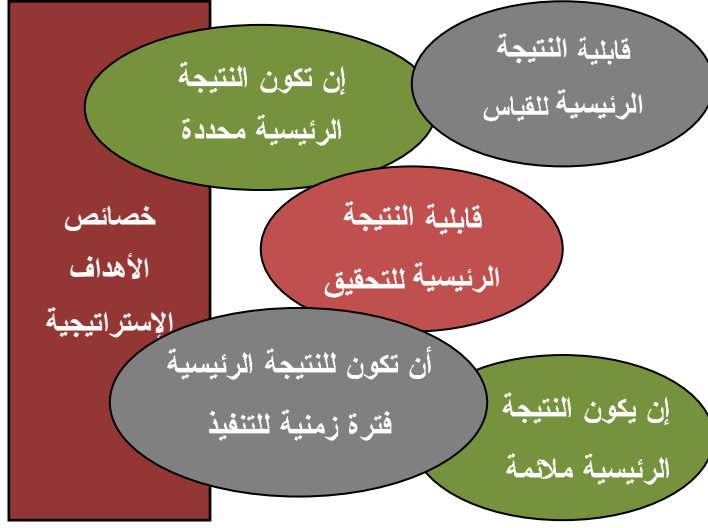 خصائص
الأهداف
الإستراتيجية
إن تكون النتيجة
الرئيسية محددة
قابلية النتيجة
الرئيسية للقياس
قابلية النتيجة
الرئيسية للتحقيق
أن تكون للنتيجة الرئيسية
فترة زمنية للتنفيذ
إن يكون النتيجة
الرئيسية ملائمة